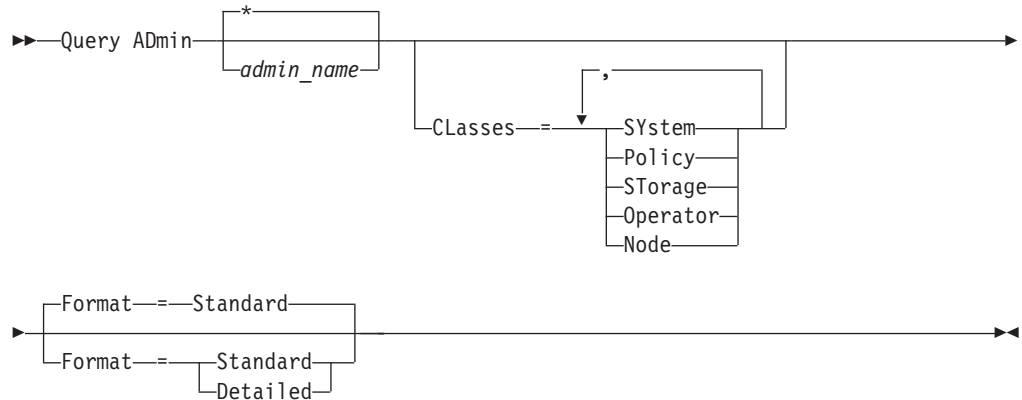 *
Query ADmin
admin_name
,
CLasses = SYstem
Policy
STorage
Operator
Node
Format = Standard
Format = Standard
Detailed